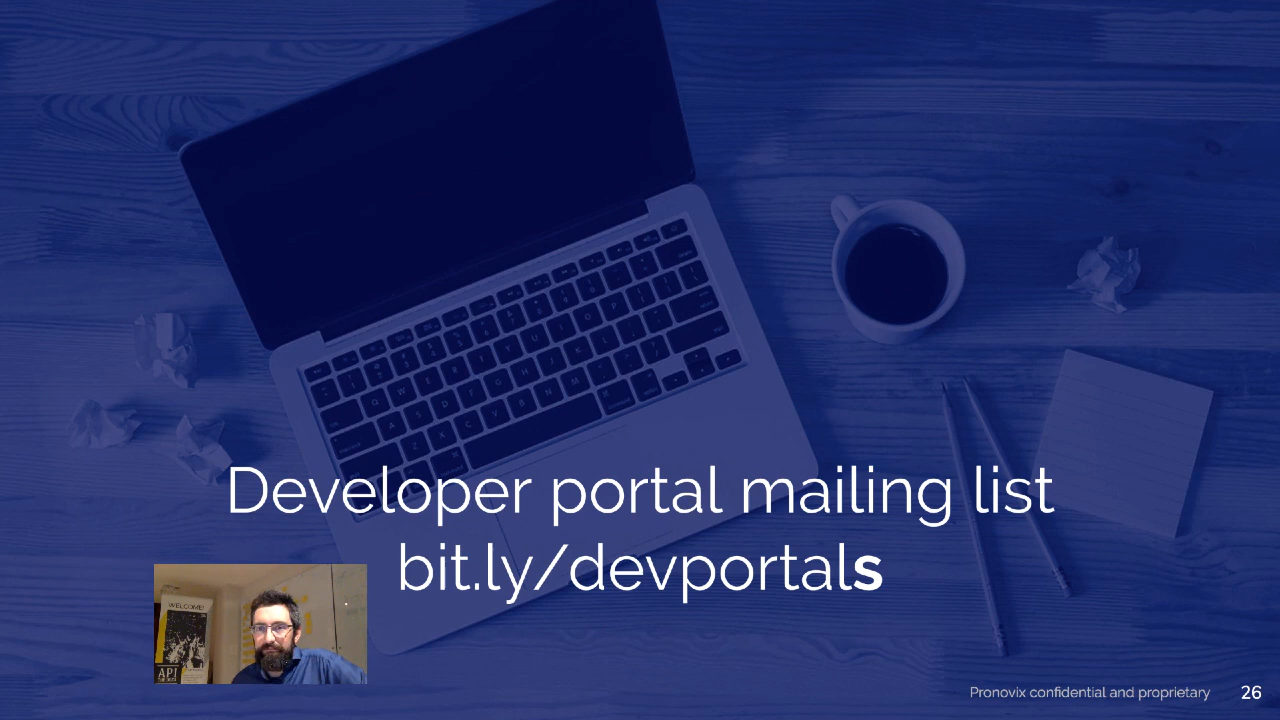 Developer portal mailing list
bit.ly/devportals
WELCOME!
API
Pronovix confidential and proprietary
26